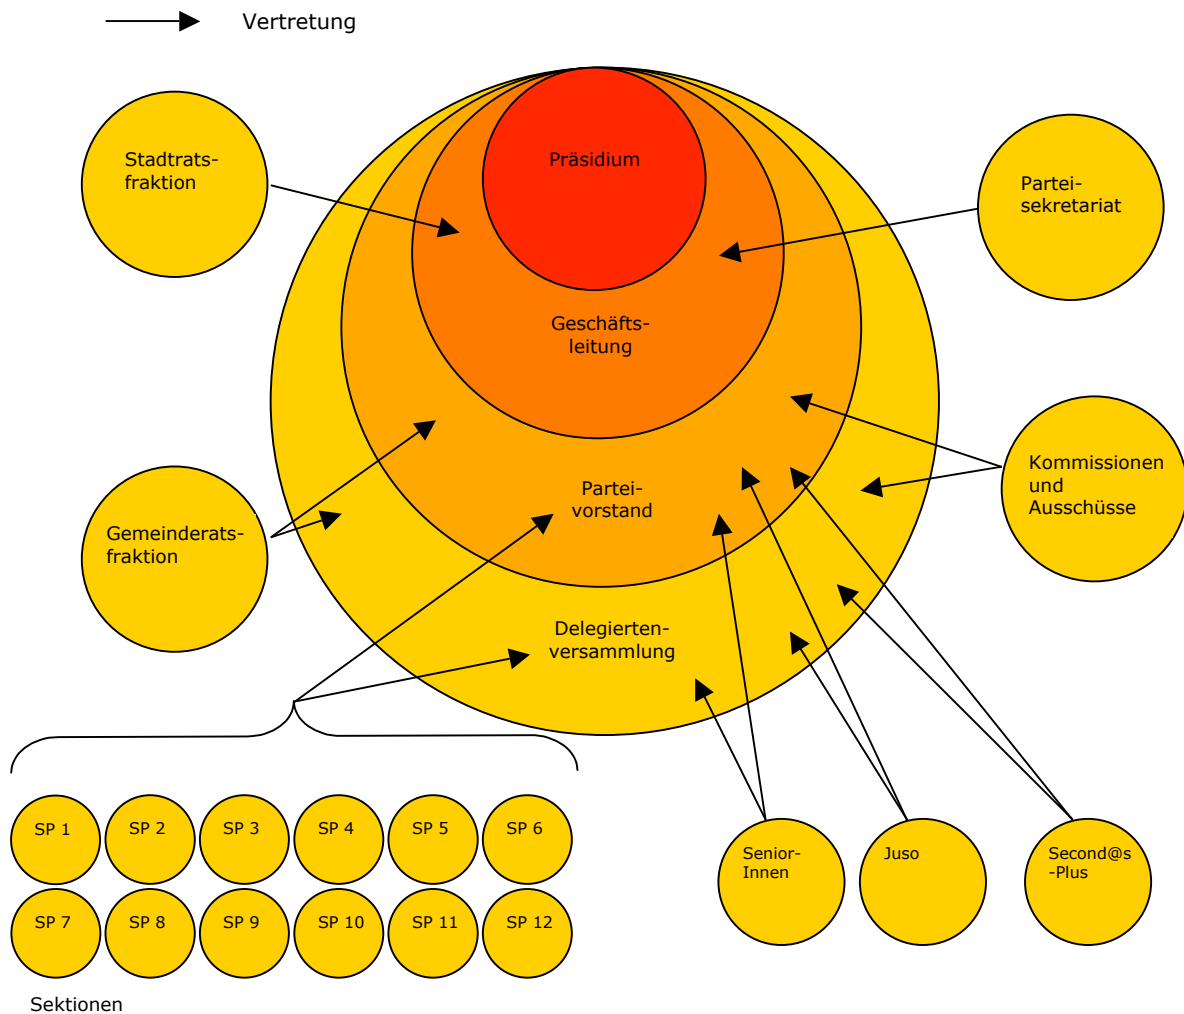 Vertretung
Stadtrats-
fraktion
Präsidium
Partei-
sekretariat
Geschäfts-
leitung
Gemeinderats-
fraktion
Partei-
vorstand
Kommissionen
und
Ausschüsse
Delegierten-
versammlung
SP 1
SP 2
SP 3
SP 4
SP 5
SP 6
Senior-
Innen
Juso
Second@s
-Plus
SP 7
SP 8
SP 9
SP 10
SP 11
SP 12
Sektionen